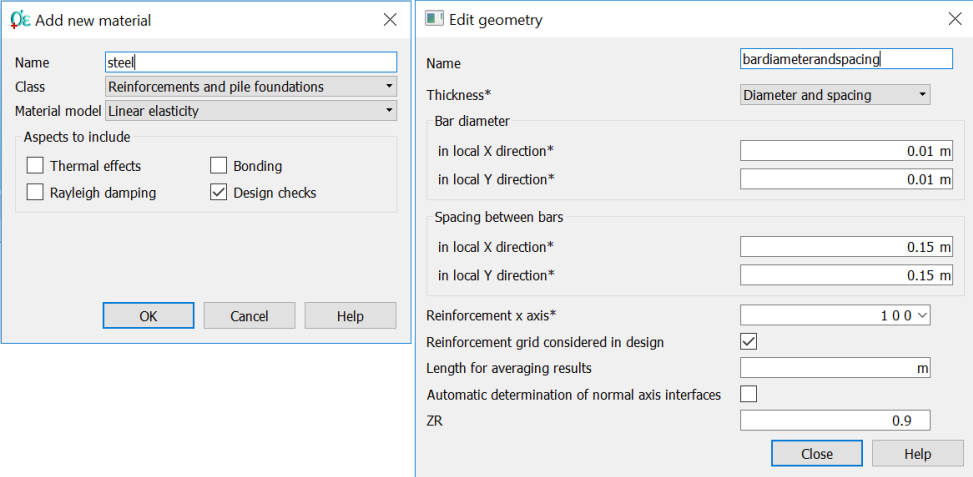 Add new material
Name steel
Class Reinforcements and pile foundations
Material model Linear elasticity
Aspects to include
Thermal effects Bonding
Rayleigh damping Design checks
OK Cancel Help
Edit geometry
Name bardiameterandspacing
Thickness* Diameter and spacing
Bar diameter
in local X direction* 0.01 m
in local Y direction* 0.01 m
Spacing between bars
in local X direction* 0.15 m
in local Y direction* 0.15 m
Reinforcement x axis* 1 0 0
Reinforcement grid considered in design
Length for averaging results m
Automatic determination of normal axis interfaces
ZR 0.9
Close Help